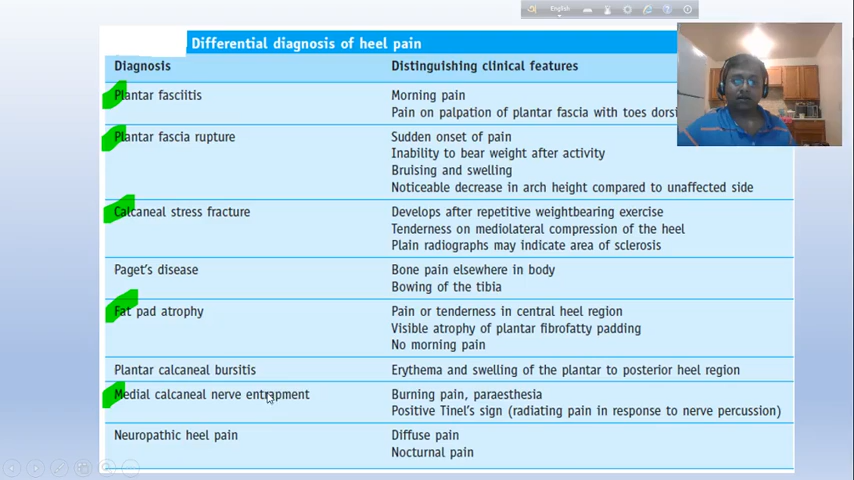 English
Differential diagnosis of heel pain
Diagnosis Distinguishing clinical features
Plantar fasciitis Morning pain
Pain on palpation of plantar fascia with toes dorsi
Plantar fascia rupture Sudden onset of pain
Inability to bear weight after activity
Bruising and swelling
Noticeable decrease in arch height compared to unaffected side
Calcaneal stress fracture Develops after repetitive weightbearing exercise
Tenderness on mediolateral compression of the heel
Plain radiographs may indicate area of sclerosis
Paget's disease Bone pain elsewhere in body
Bowing of the tibia
Fat pad atrophy Pain or tenderness in central heel region
Visible atrophy of plantar fibrofatty padding
No morning pain
Plantar calcaneal bursitis Erythema and swelling of the plantar to posterior heel region
Medial calcaneal nerve entrapment Burning pain, paraesthesia
Positive Tinel's sign (radiating pain in response to nerve percussion)
Neuropathic heel pain Diffuse pain
Nocturnal pain